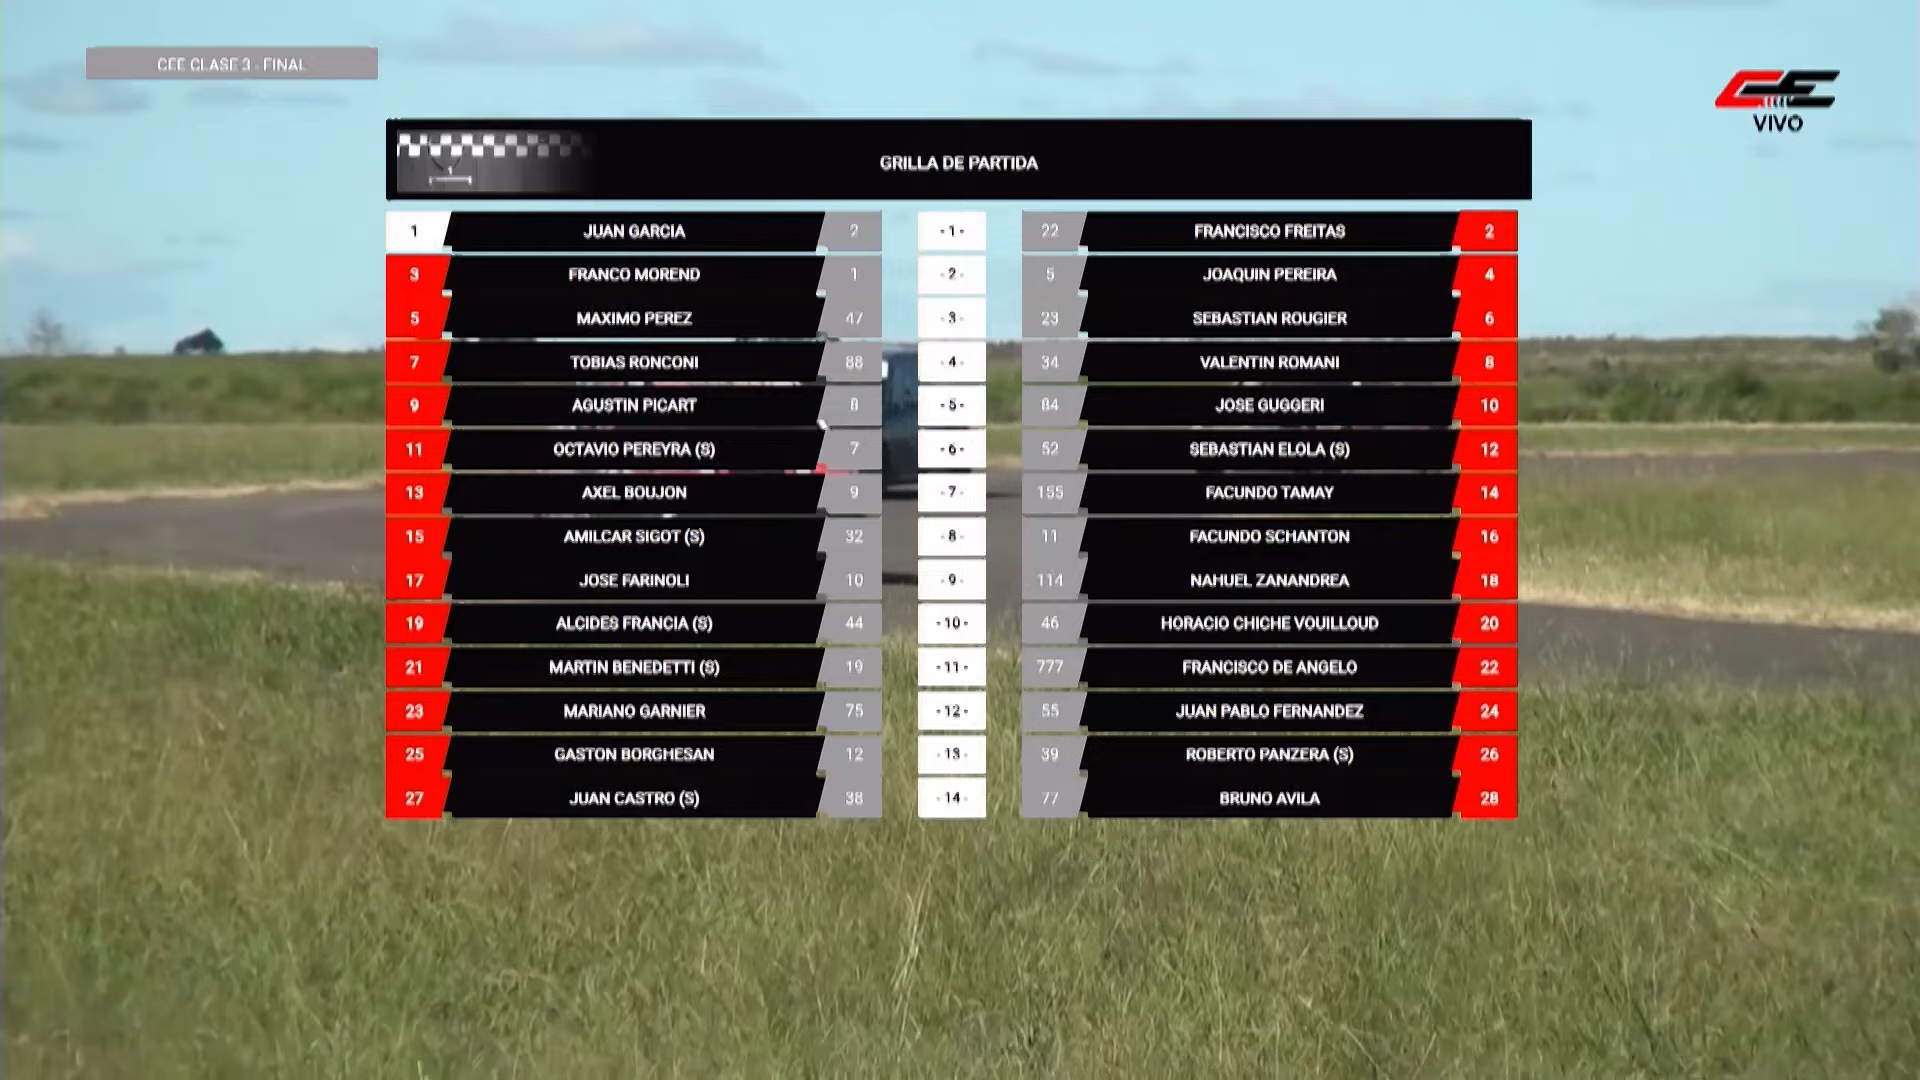 CEE CLASE 3 - FINAL
VIVO
GRILLA DE PARTIDA
1 JUAN GARCIA 2 - 1 - 22 FRANCISCO FREITAS 2
3 FRANCO MOREND 1 - 2 - 5 JOAQUIN PEREIRA 4
5 MAXIMO PEREZ 47 - 3 - 23 SEBASTIAN ROUGIER 6
7 TOBIAS RONCONI 88 - 4 - 34 VALENTIN ROMANI 8
9 AGUSTIN PICART 8 - 5 - 84 JOSE GUGGERI 10
11 OCTAVIO PEREYRA (S) 7 - 6 - 52 SEBASTIAN ELOLA (S) 12
13 AXEL BOUJON 9 - 7 - 155 FACUNDO TAMAY 14
15 AMILCAR SIGOT (S) 32 - 8 - 11 FACUNDO SCHANTON 16
17 JOSE FARINOLI 10 - 9 - 114 NAHUEL ZANANDREA 18
19 ALCIDES FRANCIA (S) 44 - 10 - 46 HORACIO CHICHE VOUILLOUD 20
21 MARTIN BENEDETTI (S) 19 - 11 - 777 FRANCISCO DE ANGELO 22
23 MARIANO GARNIER 75 - 12 - 55 JUAN PABLO FERNANDEZ 24
25 GASTON BORGHESAN 12 - 13 - 39 ROBERTO PANZERA (S) 26
27 JUAN CASTRO (S) 38 - 14 - 77 BRUNO AVILA 28